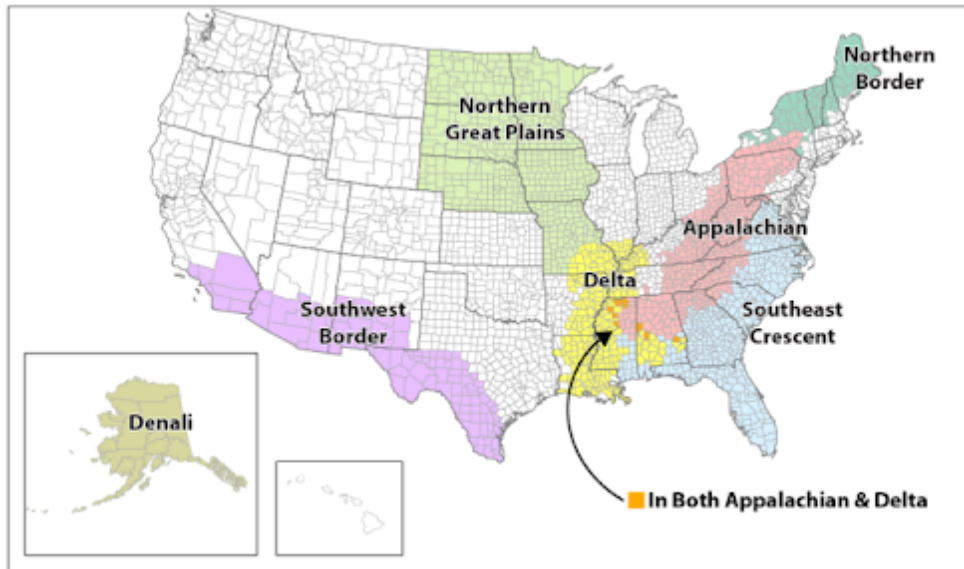 Northern
Border
Northern
Great Plains
Appalachian
Delta
Southwest
Border
Southeast
Crescent
Denali
In Both Appalachian & Delta